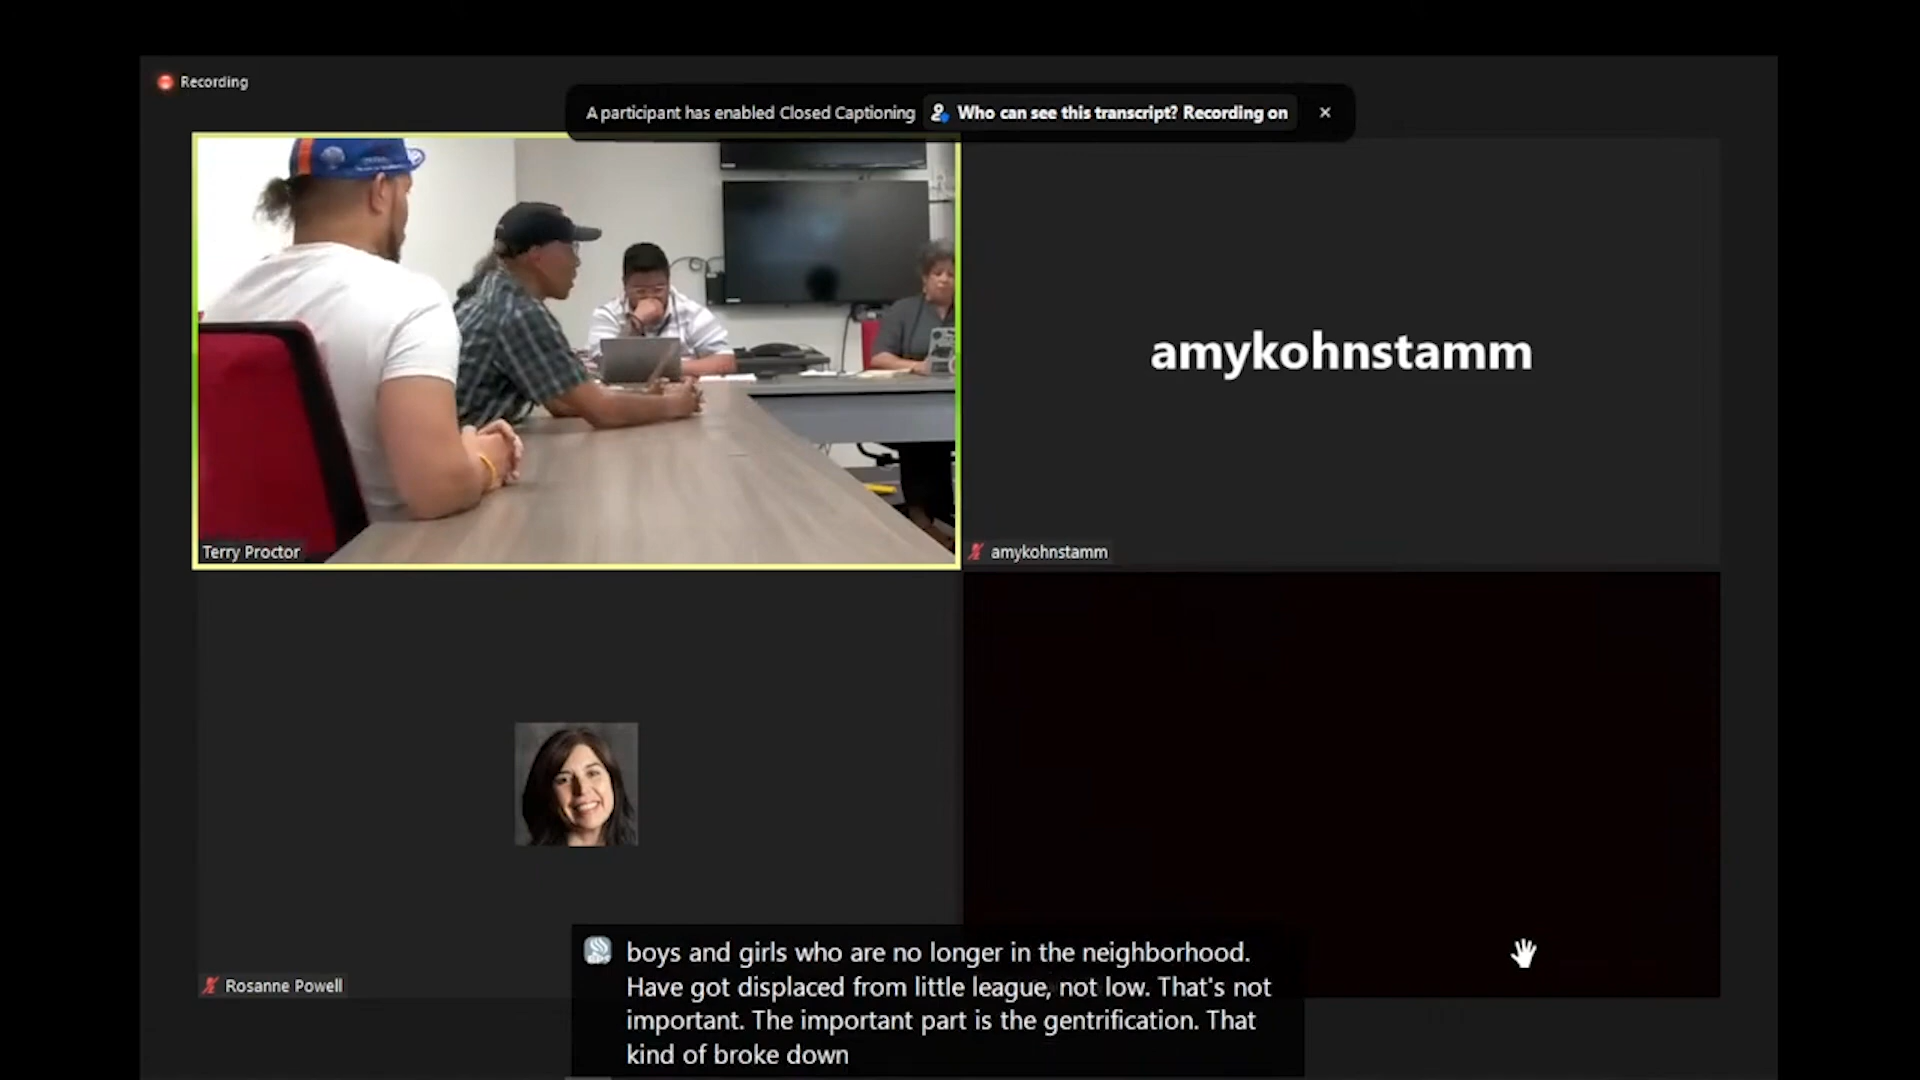 Recording
A participant has enabled Closed Captioning Who can see this transcript? Recording on
Terry Proctor
amykohnstamm
amykohnstamm
Rosanne Powell
boys and girls who are no longer in the neighborhood.
Have got displaced from little league, not low. That's not
important. The important part is the gentrification. That
kind of broke down